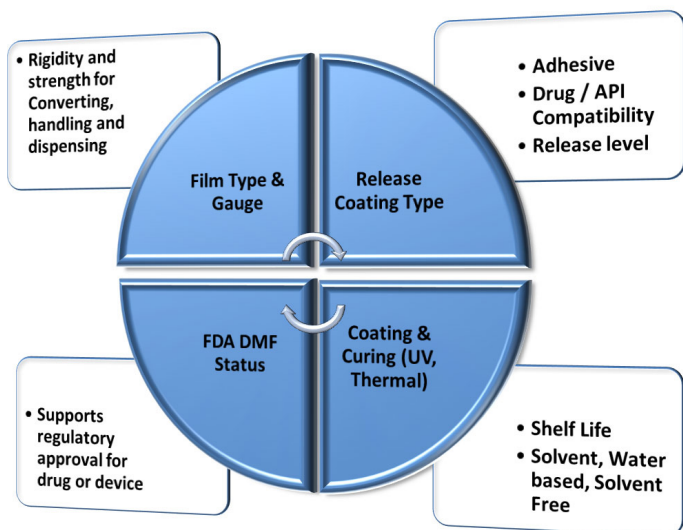 • Rigidity and
strength for
Converting,
handling and
dispensing
• Adhesive
• Drug / API
Compatibility
• Release level
Film Type &
Gauge
Release
Coating Type
FDA DMF
Status
Coating &
Curing (UV,
Thermal)
• Supports
regulatory
approval for
drug or device
• Shelf Life
• Solvent, Water
based, Solvent
Free